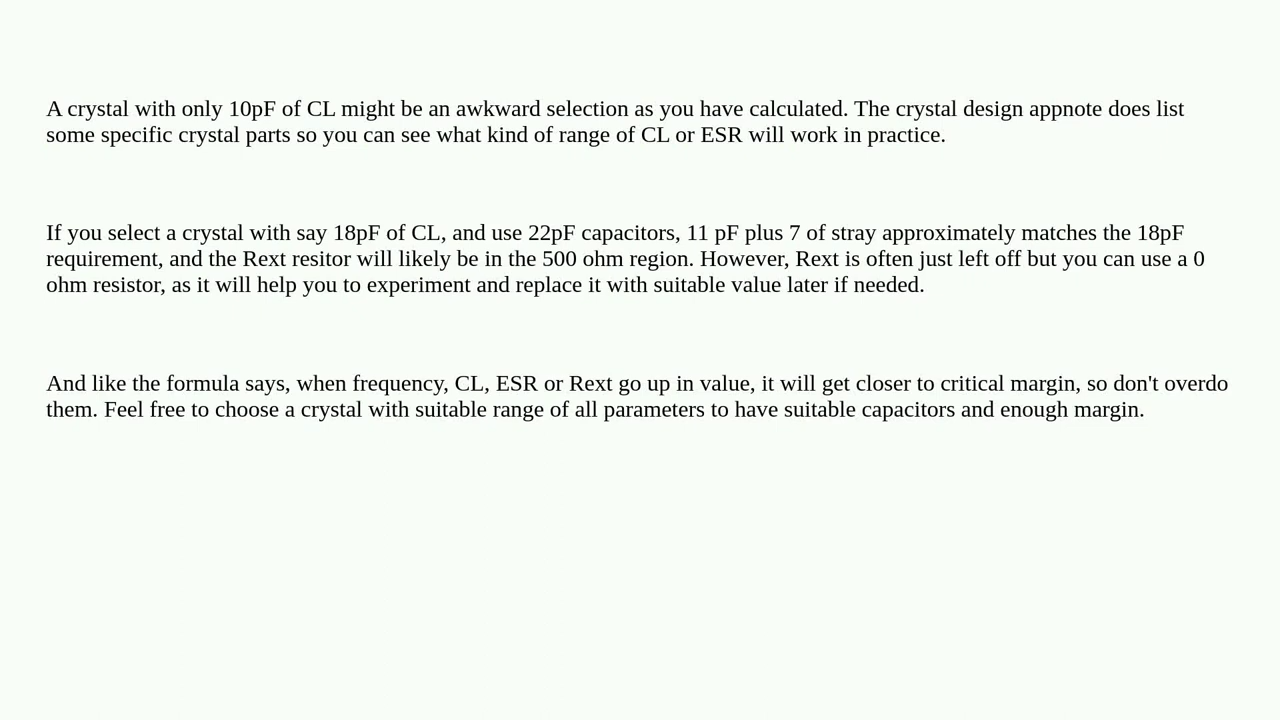 A crystal with only 10pF of CL might be an awkward selection as you have calculated. The crystal design appnote does list
some specific crystal parts so you can see what kind of range of CL or ESR will work in practice.
If you select a crystal with say 18pF of CL, and use 22pF capacitors, 11 pF plus 7 of stray approximately matches the 18pF
requirement, and the Rext resitor will likely be in the 500 ohm region. However, Rext is often just left off but you can use a 0
ohm resistor, as it will help you to experiment and replace it with suitable value later if needed.
And like the formula says, when frequency, CL, ESR or Rext go up in value, it will get closer to critical margin, so don't overdo
them. Feel free to choose a crystal with suitable range of all parameters to have suitable capacitors and enough margin.